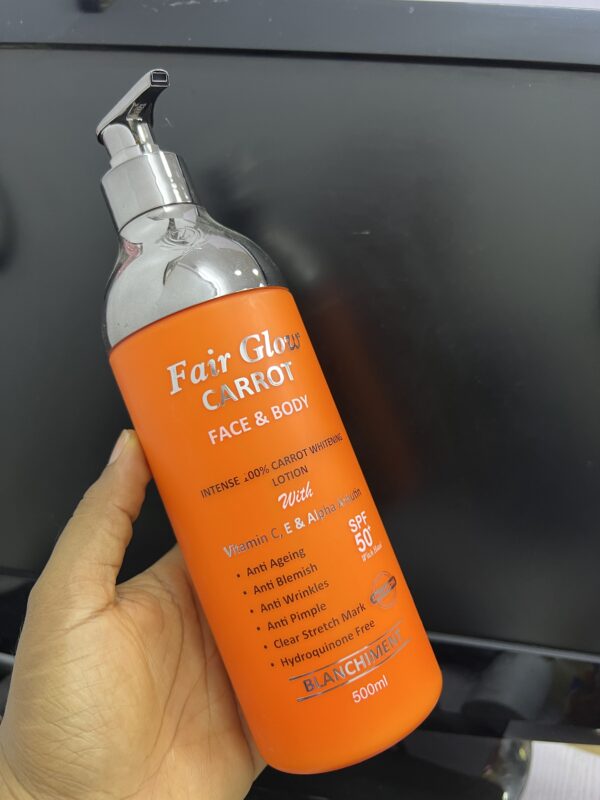 Fair Glow
CARROT
FACE & BODY
INTENSE 100% CARROT WHITENING
LOTION
With
Vitamin C, E & Alpha Arbutin
SPF
50+
• Anti Ageing
• Anti Blemish
• Anti Wrinkles
• Anti Pimple
• Clear Stretch Mark
• Hydroquinone Free
BLANCHIMENT
500ml